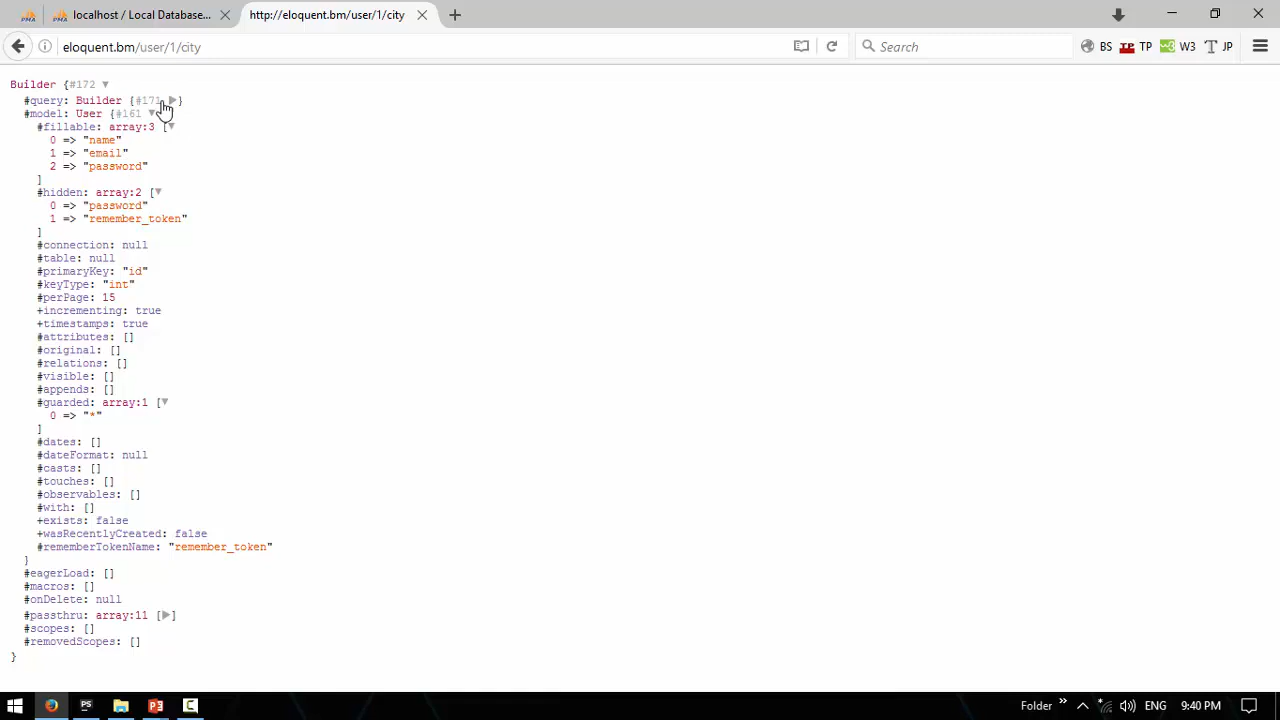 localhost / Local Database...
http://eloquent.bm/user/1/city
eloquent.bm/user/1/city
Search
BS
TP
TP
W3
JP
Builder {#172 ▼
#query: Builder {#171 ▶}
#model: User {#161 ▼
#fillable: array:3 [▼
0 => "name"
1 => "email"
2 => "password"
]
#hidden: array:2 [▼
0 => "password"
1 => "remember_token"
]
#connection: null
#table: null
#primaryKey: "id"
#keyType: "int"
#perPage: 15
+incrementing: true
+timestamps: true
#attributes: []
#original: []
#relations: []
#visible: []
#appends: []
#guarded: array:1 [▼
0 => "*"
]
#dates: []
#dateFormat: null
#casts: []
#touches: []
#observables: []
#with: []
+exists: false
+wasRecentlyCreated: false
#rememberTokenName: "remember_token"
}
#eagerLoad: []
#macros: []
#onDelete: null
#passthru: array:11 [▶]
#scopes: []
#removedScopes: []
}
Folder
ENG
9:40 PM